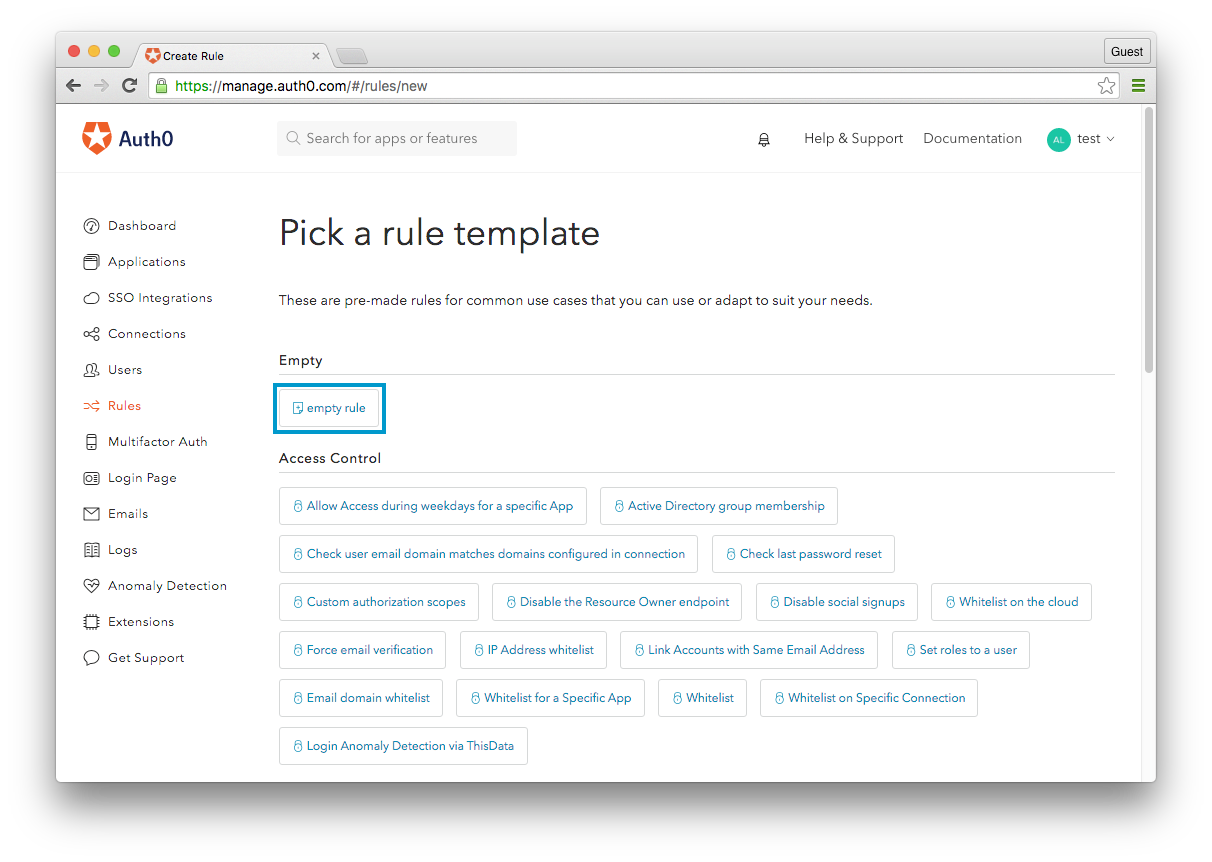 Create Rule
Guest
https://manage.auth0.com/#/rules/new
Auth0
Search for apps or features
Help & Support
Documentation
AL
test
Dashboard
Applications
SSO Integrations
Connections
Users
Rules
Multifactor Auth
Login Page
Emails
Logs
Anomaly Detection
Extensions
Get Support
Pick a rule template
These are pre-made rules for common use cases that you can use or adapt to suit your needs.
Empty
empty rule
Access Control
Allow Access during weekdays for a specific App
Active Directory group membership
Check user email domain matches domains configured in connection
Check last password reset
Custom authorization scopes
Disable the Resource Owner endpoint
Disable social signups
Whitelist on the cloud
Force email verification
IP Address whitelist
Link Accounts with Same Email Address
Set roles to a user
Email domain whitelist
Whitelist for a Specific App
Whitelist
Whitelist on Specific Connection
Login Anomaly Detection via ThisData